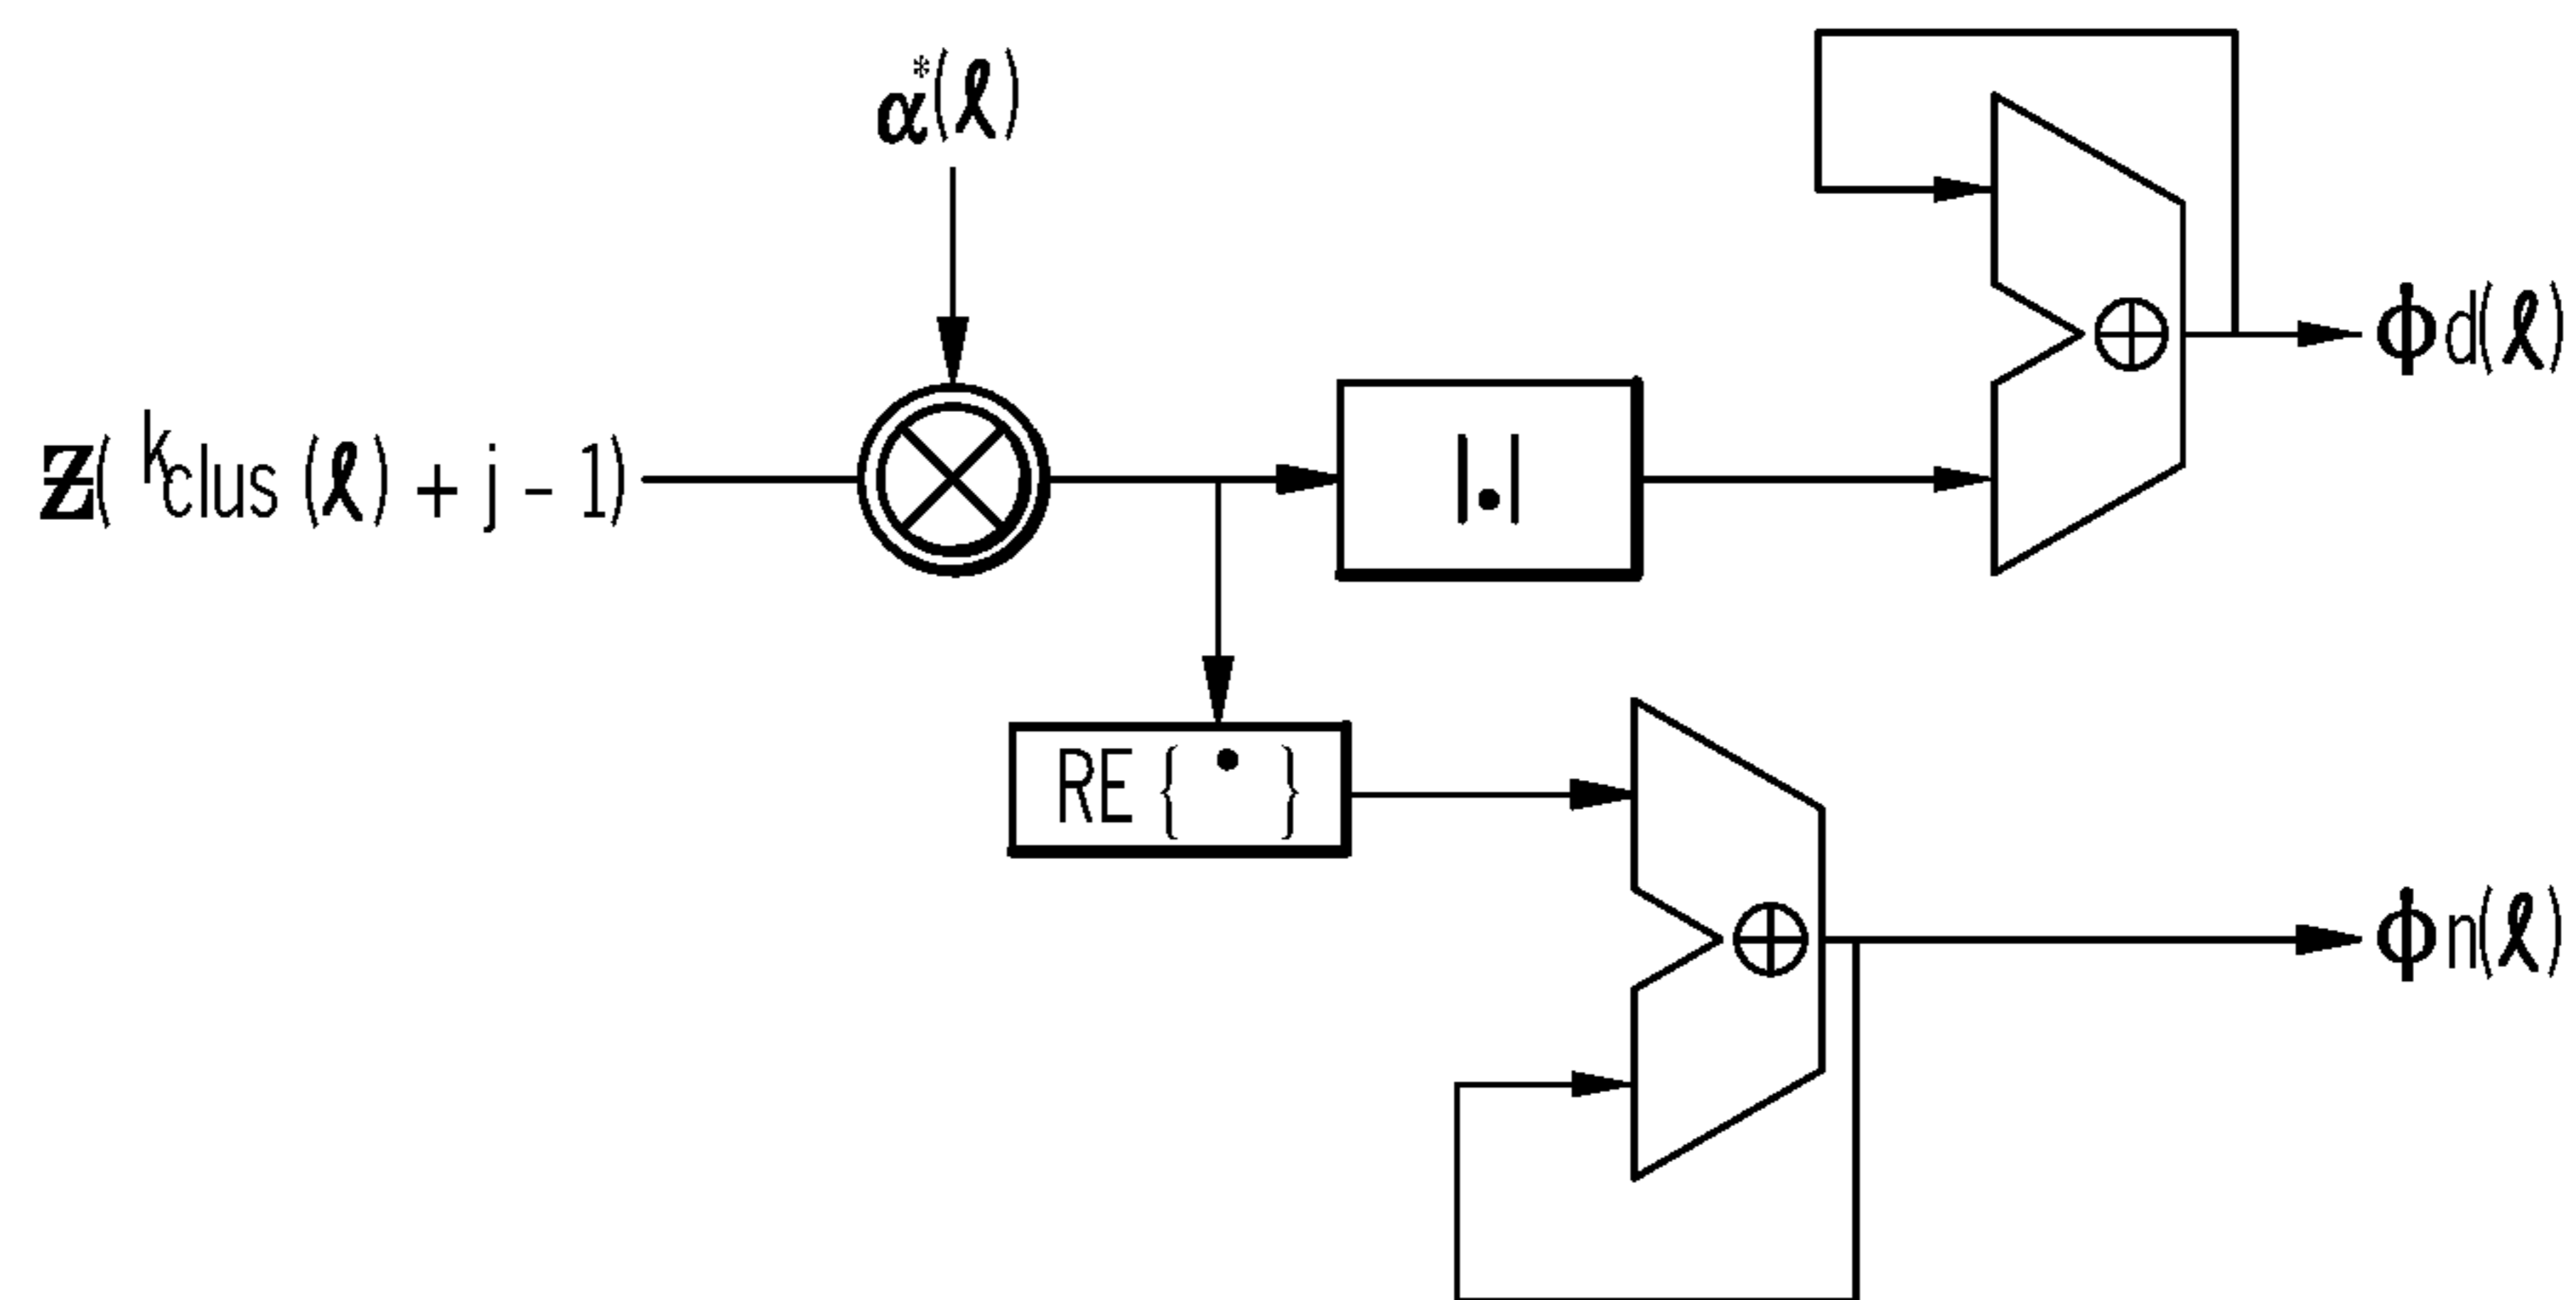 α*(ℓ)
Z( kclus (ℓ) + j - 1)
|.|
ϕd(ℓ)
RE { • }
ϕn(ℓ)